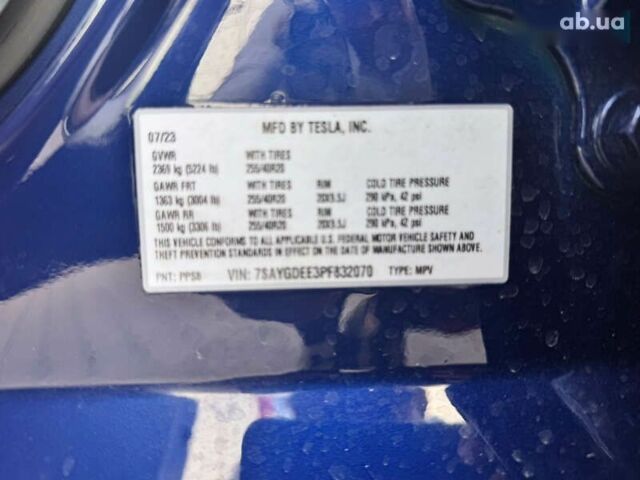 ab.ua
07/23 MFD BY TESLA, INC.
GVWR WITH TIRES
2369 kg (5224 lb) 255/40R20
GAWR FRT WITH TIRES RIM COLD TIRE PRESSURE
1363 kg (3004 lb) 255/40R20 20X9.5J 290 kPa, 42 psi
GAWR RR WITH TIRES RIM COLD TIRE PRESSURE
1500 kg (3306 lb) 255/40R20 20X9.5J 290 kPa, 42 psi
THIS VEHICLE CONFORMS TO ALL APPLICABLE U.S. FEDERAL MOTOR VEHICLE SAFETY AND
THEFT PREVENTION STANDARDS IN EFFECT ON THE DATE OF MANUFACTURE SHOWN ABOVE.
PNT: PPSB VIN: 7SAYGDEE3PF832070 TYPE: MPV